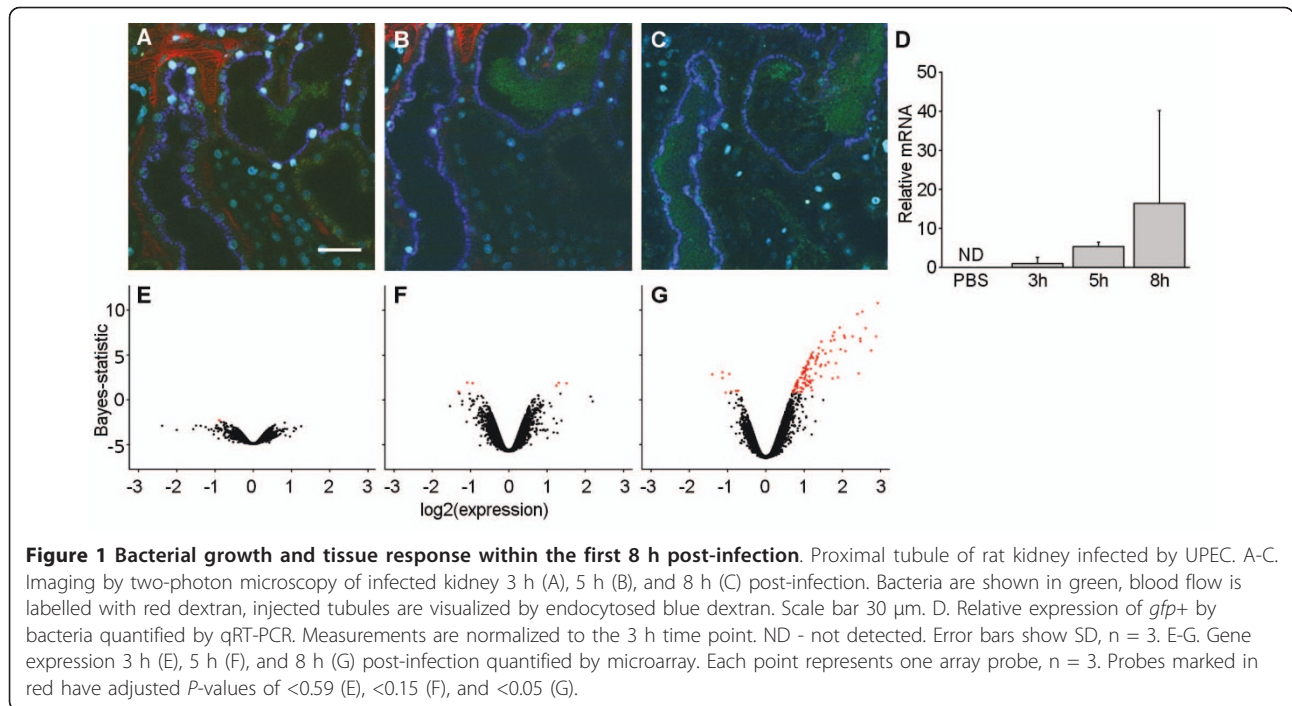 A
B
C
D
50
40
30
20
10
0
Relative mRNA
ND
PBS 3h 5h 8h
E
F
G
10
5
0
-5
Bayes-statistic
-3 -2 -1 0 1 2 3
-3 -2 -1 0 1 2 3
-3 -2 -1 0 1 2 3
log2(expression)
Figure 1 Bacterial growth and tissue response within the first 8 h post-infection. Proximal tubule of rat kidney infected by UPEC. A-C.
Imaging by two-photon microscopy of infected kidney 3 h (A), 5 h (B), and 8 h (C) post-infection. Bacteria are shown in green, blood flow is
labelled with red dextran, injected tubules are visualized by endocytosed blue dextran. Scale bar 30 μm. D. Relative expression of gfp+ by
bacteria quantified by qRT-PCR. Measurements are normalized to the 3 h time point. ND - not detected. Error bars show SD, n = 3. E-G. Gene
expression 3 h (E), 5 h (F), and 8 h (G) post-infection quantified by microarray. Each point represents one array probe, n = 3. Probes marked in
red have adjusted P-values of <0.59 (E), <0.15 (F), and <0.05 (G).